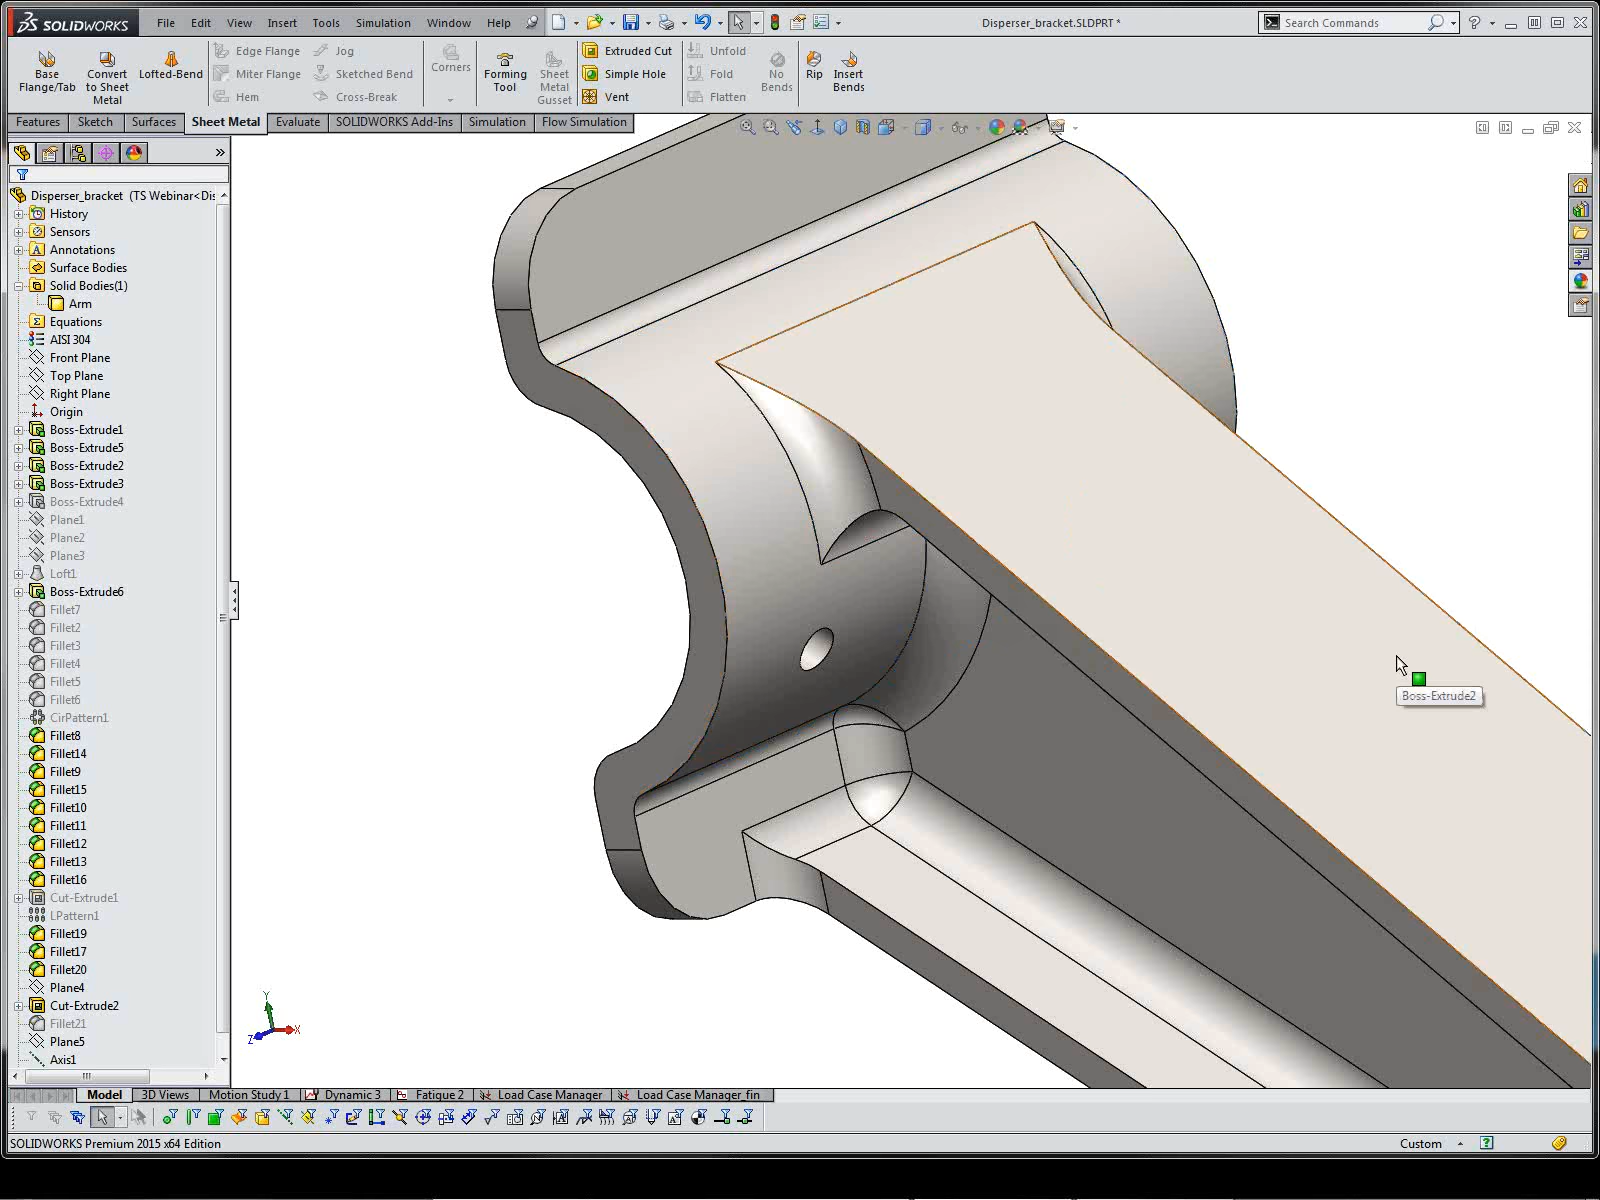 SOLIDWORKS File Edit View Insert Tools Simulation Window Help Disperser_bracket.SLDPRT * Search Commands
Base Flange/Tab
Convert to Sheet Metal
Lofted-Bend
Edge Flange
Miter Flange
Hem
Jog
Sketched Bend
Cross-Break
Corners
Forming Tool
Sheet Metal Gusset
Extruded Cut
Simple Hole
Vent
Unfold
Fold
Flatten
No Bends
Rip
Insert Bends
Features Sketch Surfaces Sheet Metal Evaluate SOLIDWORKS Add-Ins Simulation Flow Simulation
Disperser_bracket (TS Webinar<Dis
History
Sensors
Annotations
Surface Bodies
Solid Bodies(1)
Arm
Equations
AISI 304
Front Plane
Top Plane
Right Plane
Origin
Boss-Extrude1
Boss-Extrude5
Boss-Extrude2
Boss-Extrude3
Boss-Extrude4
Plane1
Plane2
Plane3
Loft1
Boss-Extrude6
Fillet7
Fillet2
Fillet3
Fillet4
Fillet5
Fillet6
CirPattern1
Fillet8
Fillet14
Fillet9
Fillet15
Fillet10
Fillet11
Fillet12
Fillet13
Fillet16
Cut-Extrude1
LPattern1
Fillet19
Fillet17
Fillet20
Plane4
Cut-Extrude2
Fillet21
Plane5
Axis1
Boss-Extrude2
Y
X
Z
Model 3D Views Motion Study 1 Dynamic 3 Fatigue 2 Load Case Manager Load Case Manager_fin
SOLIDWORKS Premium 2015 x64 Edition Custom